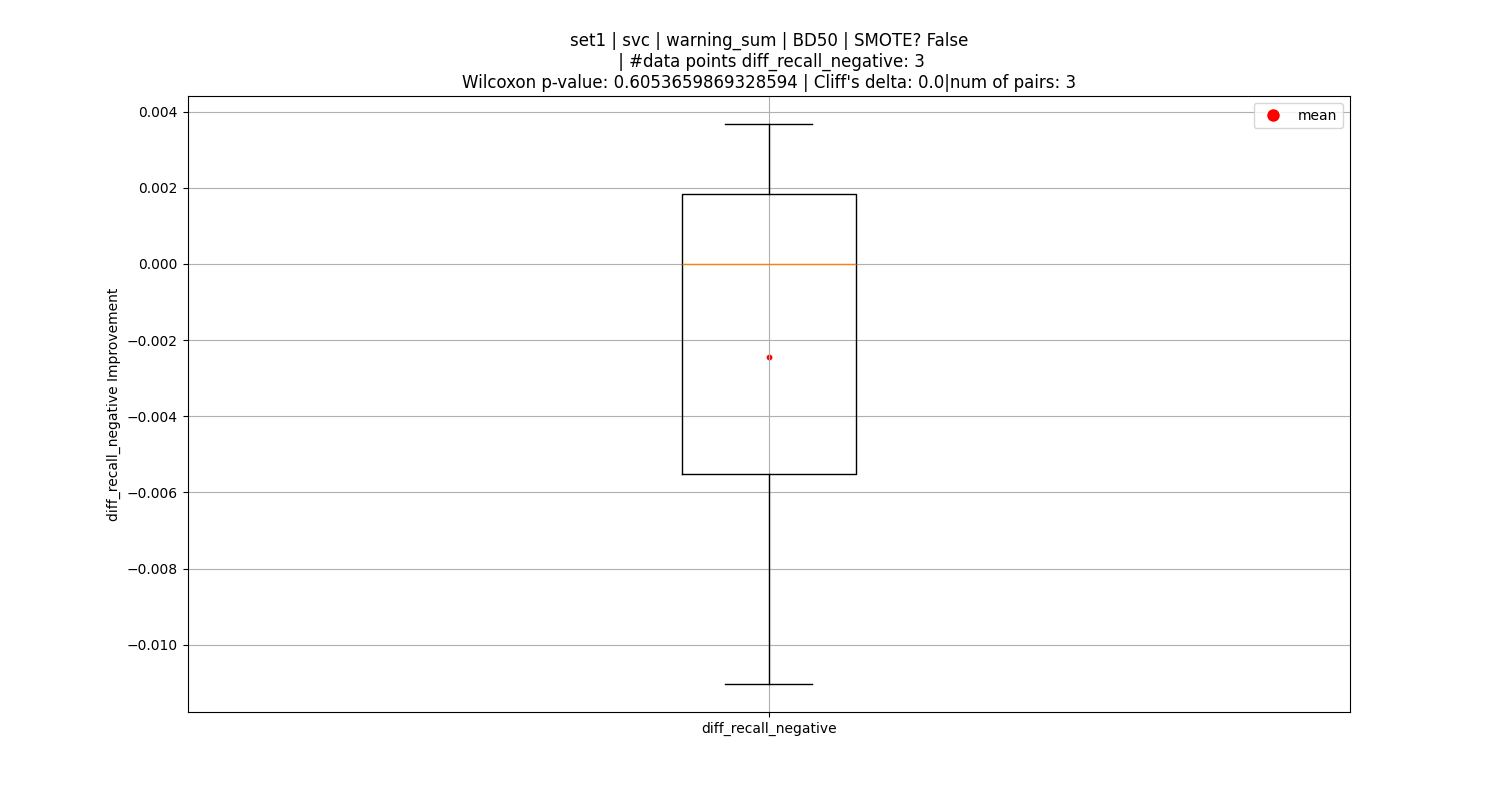 set1 | svc | warning_sum | BD50 | SMOTE? False
| #data points diff_recall_negative: 3
Wilcoxon p-value: 0.6053659869328594 | Cliff's delta: 0.0|num of pairs: 3
mean
0.004
0.002
0.000
−0.002
−0.004
−0.006
−0.008
−0.010
diff_recall_negative Improvement
diff_recall_negative